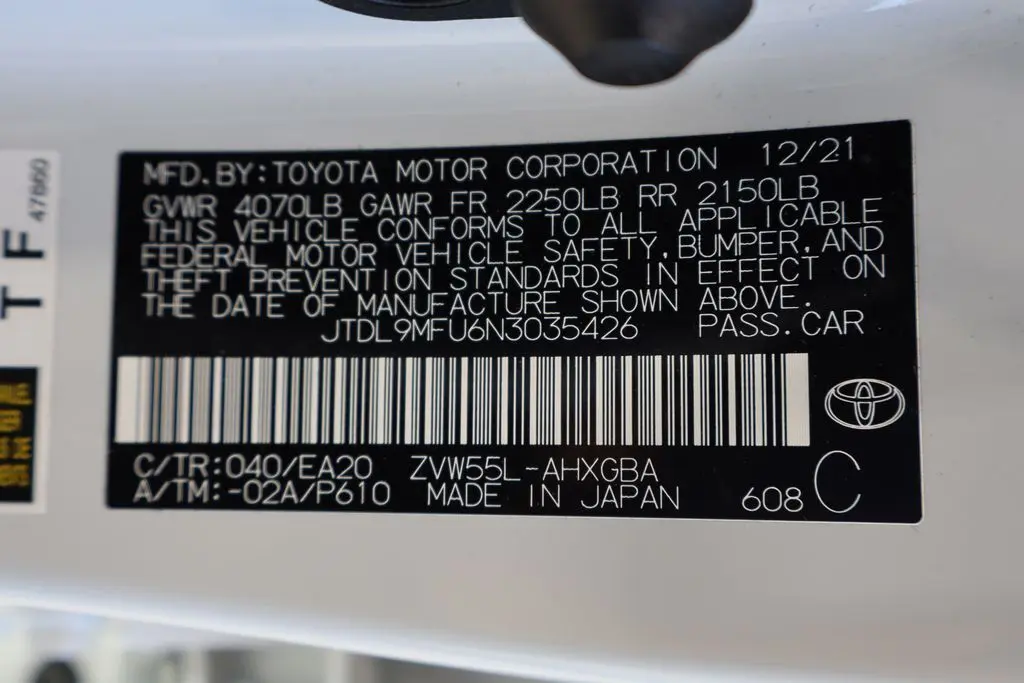 MFD. BY: TOYOTA MOTOR CORPORATION 12/21
GVWR 4070LB GAWR FR 2250LB RR 2150LB
THIS VEHICLE CONFORMS TO ALL APPLICABLE
FEDERAL MOTOR VEHICLE SAFETY, BUMPER, AND
THEFT PREVENTION STANDARDS IN EFFECT ON
THE DATE OF MANUFACTURE SHOWN ABOVE.
JTDL9MFU6N3035426 PASS. CAR
C/TR: 040/EA20 ZVW55L-AHXGBA
A/TM: -02A/P610 MADE IN JAPAN 608 C
47860
T F